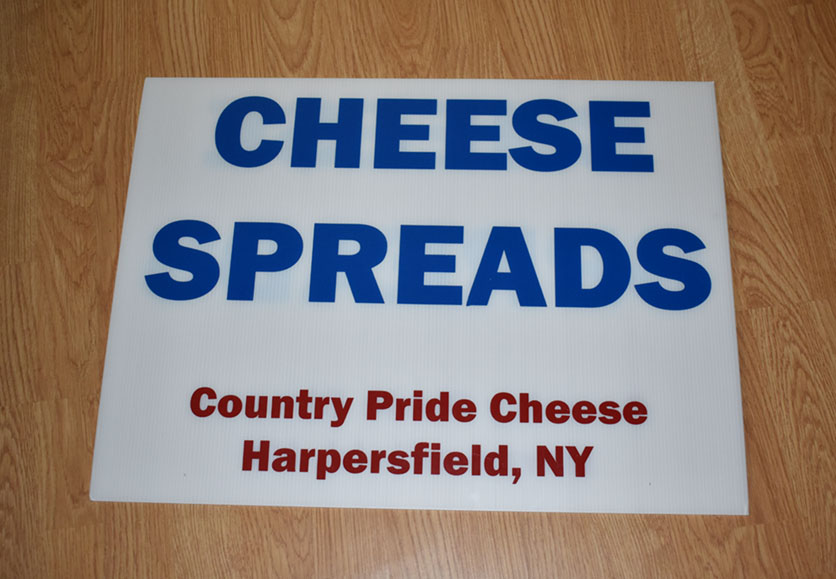 CHEESE
SPREADS
Country Pride Cheese
Harpersfield, NY